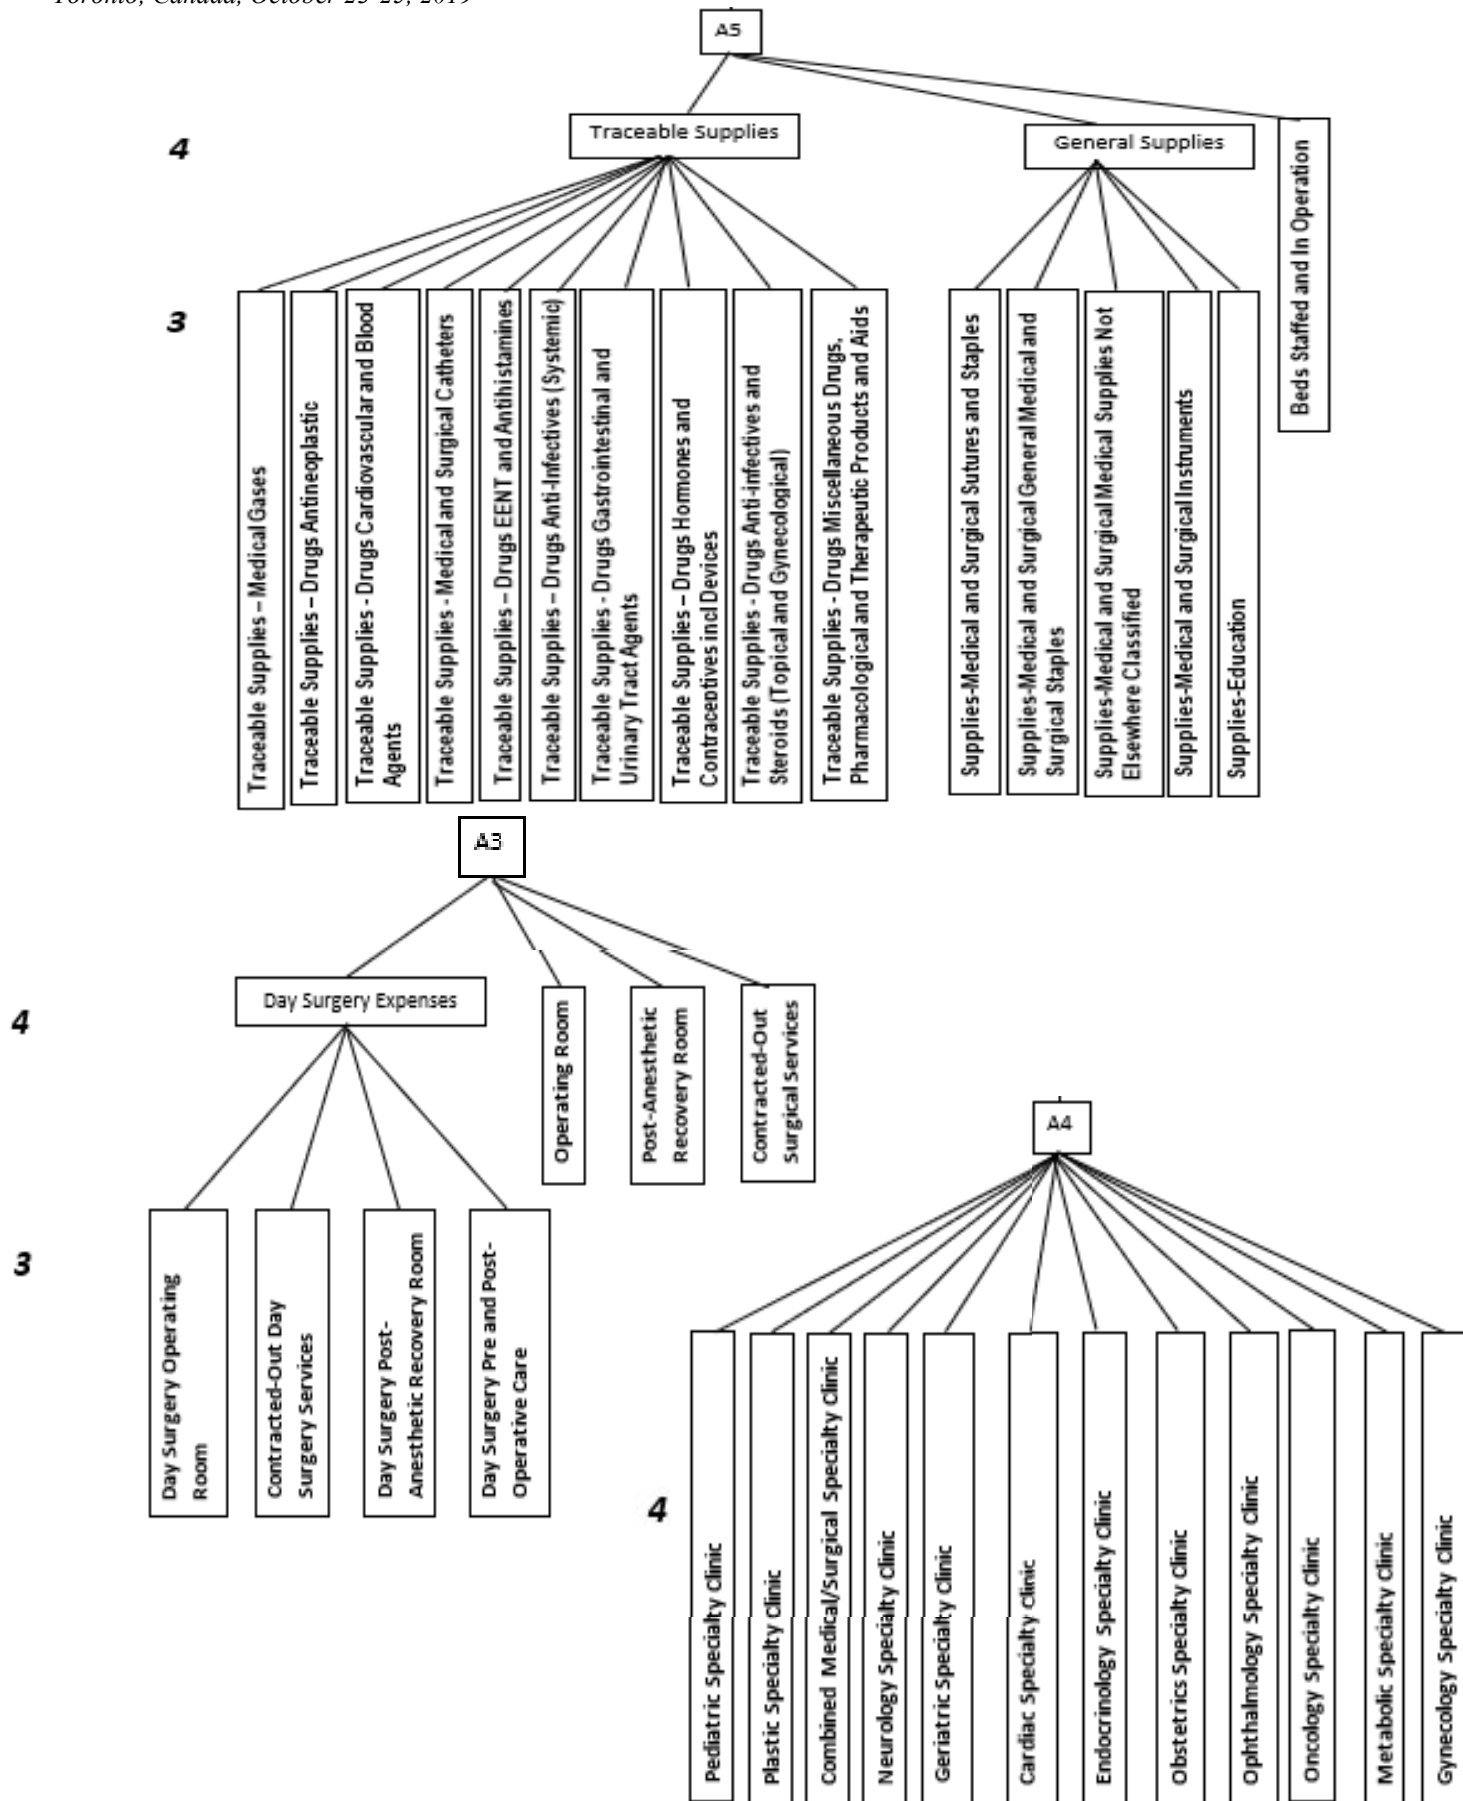 Toronto, Canada, October 23-25, 2019
A5
Traceable Supplies
General Supplies
Beds Staffed and In Operation
4
3
Traceable Supplies – Medical Gases
Traceable Supplies – Drugs Antineoplastic
Traceable Supplies - Drugs Cardiovascular and Blood
Agents
Traceable Supplies - Medical and Surgical Catheters
Traceable Supplies – Drugs EENT and Antihistamines
Traceable Supplies – Drugs Anti-Infectives (Systemic)
Traceable Supplies - Drugs Gastrointestinal and
Urinary Tract Agents
Traceable Supplies – Drugs Hormones and
Contraceptives incl Devices
Traceable Supplies - Drugs Anti-infectives and
Steroids (Topical and Gynecological)
Traceable Supplies - Drugs Miscellaneous Drugs,
Pharmacological and Therapeutic Products and Aids
Supplies-Medical and Surgical Sutures and Staples
Supplies-Medical and Surgical General Medical and
Surgical Staples
Supplies-Medical and Surgical Medical Supplies Not
Elsewhere Classified
Supplies-Medical and Surgical Instruments
Supplies-Education
A3
Day Surgery Expenses
4
Operating Room
Post-Anesthetic
Recovery Room
Contracted-Out
Surgical Services
3
Day Surgery Operating
Room
Contracted-Out Day
Surgery Services
Day Surgery Post-
Anesthetic Recovery Room
Day Surgery Pre and Post-
Operative Care
A4
4
Pediatric Specialty Clinic
Plastic Specialty Clinic
Combined Medical/Surgical Specialty Clinic
Neurology Specialty Clinic
Geriatric Specialty Clinic
Cardiac Specialty Clinic
Endocrinology Specialty Clinic
Obstetrics Specialty Clinic
Ophthalmology Specialty Clinic
Oncology Specialty Clinic
Metabolic Specialty Clinic
Gynecology Specialty Clinic